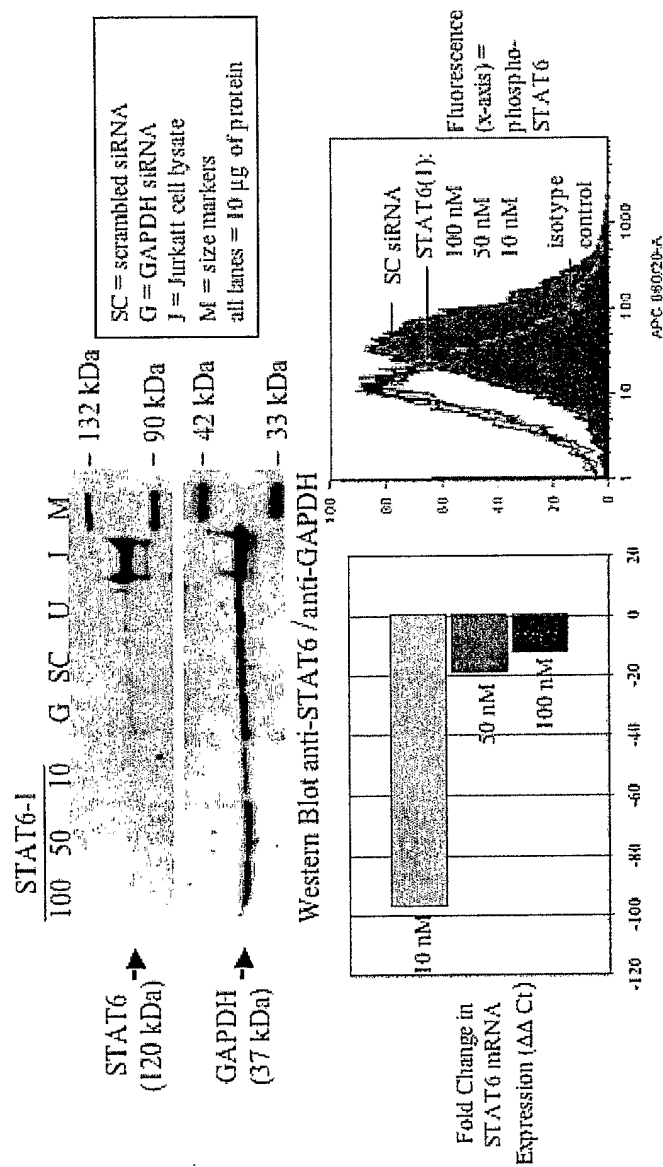 STAT6-1
100 50 10 G SC U J M
STAT6
(120 kDa)
– 132 kDa
– 90 kDa
GAPDH
(37 kDa)
– 42 kDa
– 33 kDa
SC = scrambled siRNA
G = GAPDH siRNA
J = Jurkatt cell lysate
M = size markers
all lanes = 10 µg of protein
Western Blot anti-STAT6 / anti-GAPDH
Fold Change in
STAT6 mRNA
Expression (ΔΔ Ct)
10 nM
50 nM
100 nM
-120 -100 -80 -60 -40 -20 0 20
100
80
60
40
20
0
1 10 100 1000
SC siRNA
STAT6(1):
100 nM
50 nM
10 nM
isotype
control
Fluorescence
(x-axis) =
phospho-
STAT6